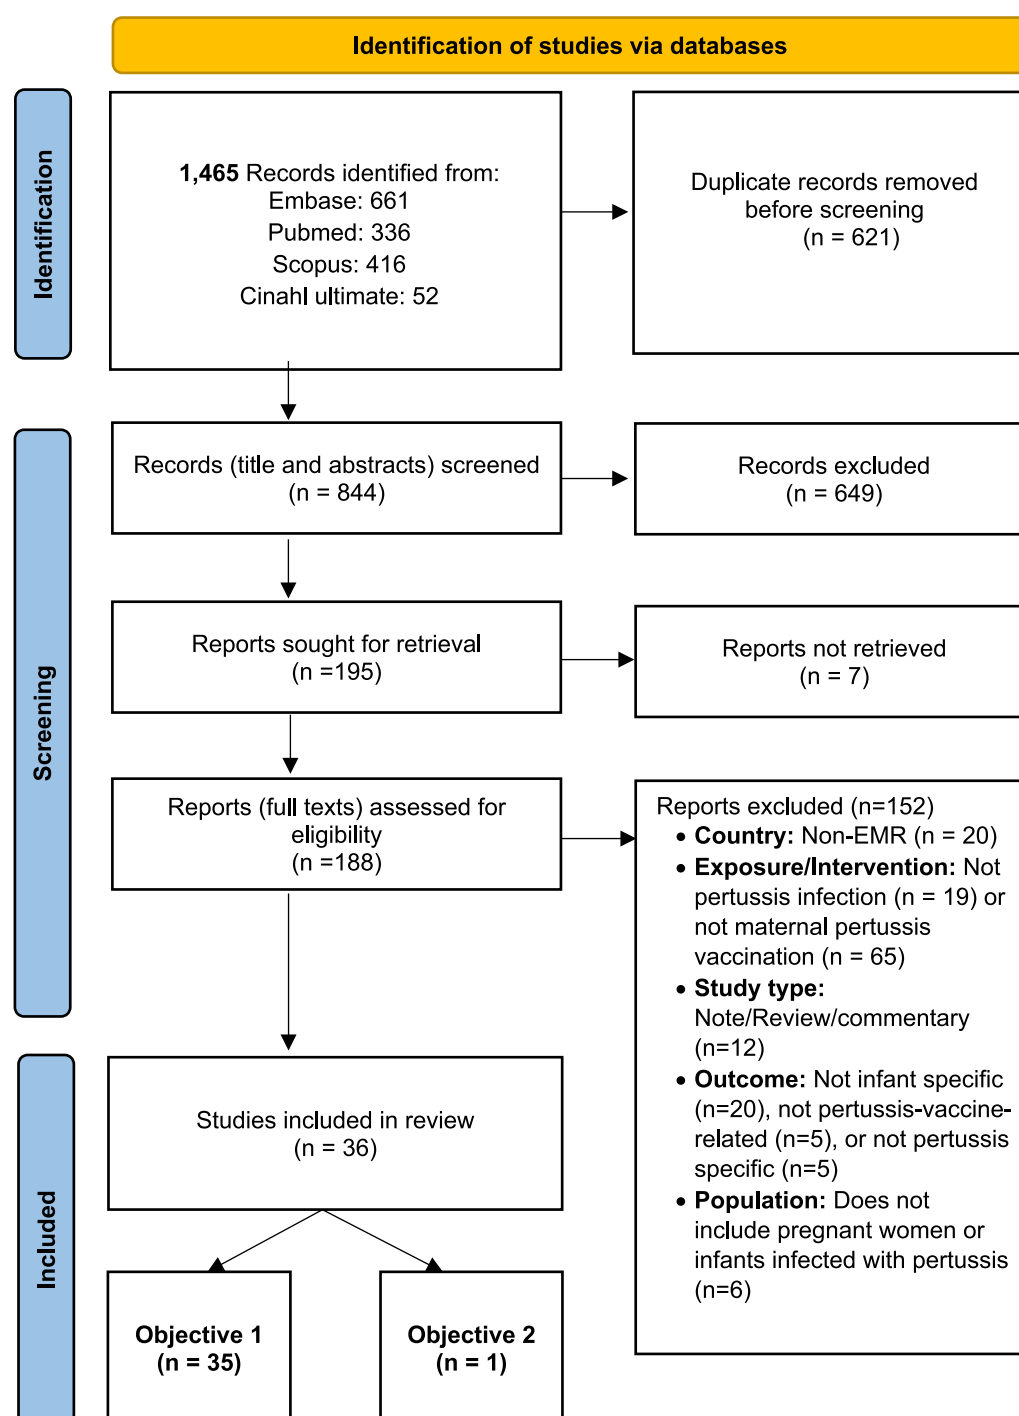 Identification of studies via databases
Identification
1,465 Records identified from:
Embase: 661
Pubmed: 336
Scopus: 416
Cinahl ultimate: 52
Duplicate records removed
before screening
(n = 621)
Screening
Records (title and abstracts) screened
(n = 844)
Records excluded
(n = 649)
Reports sought for retrieval
(n =195)
Reports not retrieved
(n = 7)
Reports (full texts) assessed for
eligibility
(n =188)
Reports excluded (n=152)
• Country: Non-EMR (n = 20)
• Exposure/Intervention: Not
pertussis infection (n = 19) or
not maternal pertussis
vaccination (n = 65)
• Study type:
Note/Review/commentary
(n=12)
• Outcome: Not infant specific
(n=20), not pertussis-vaccine-
related (n=5), or not pertussis
specific (n=5)
• Population: Does not
include pregnant women or
infants infected with pertussis
(n=6)
Included
Studies included in review
(n = 36)
Objective 1
(n = 35)
Objective 2
(n = 1)